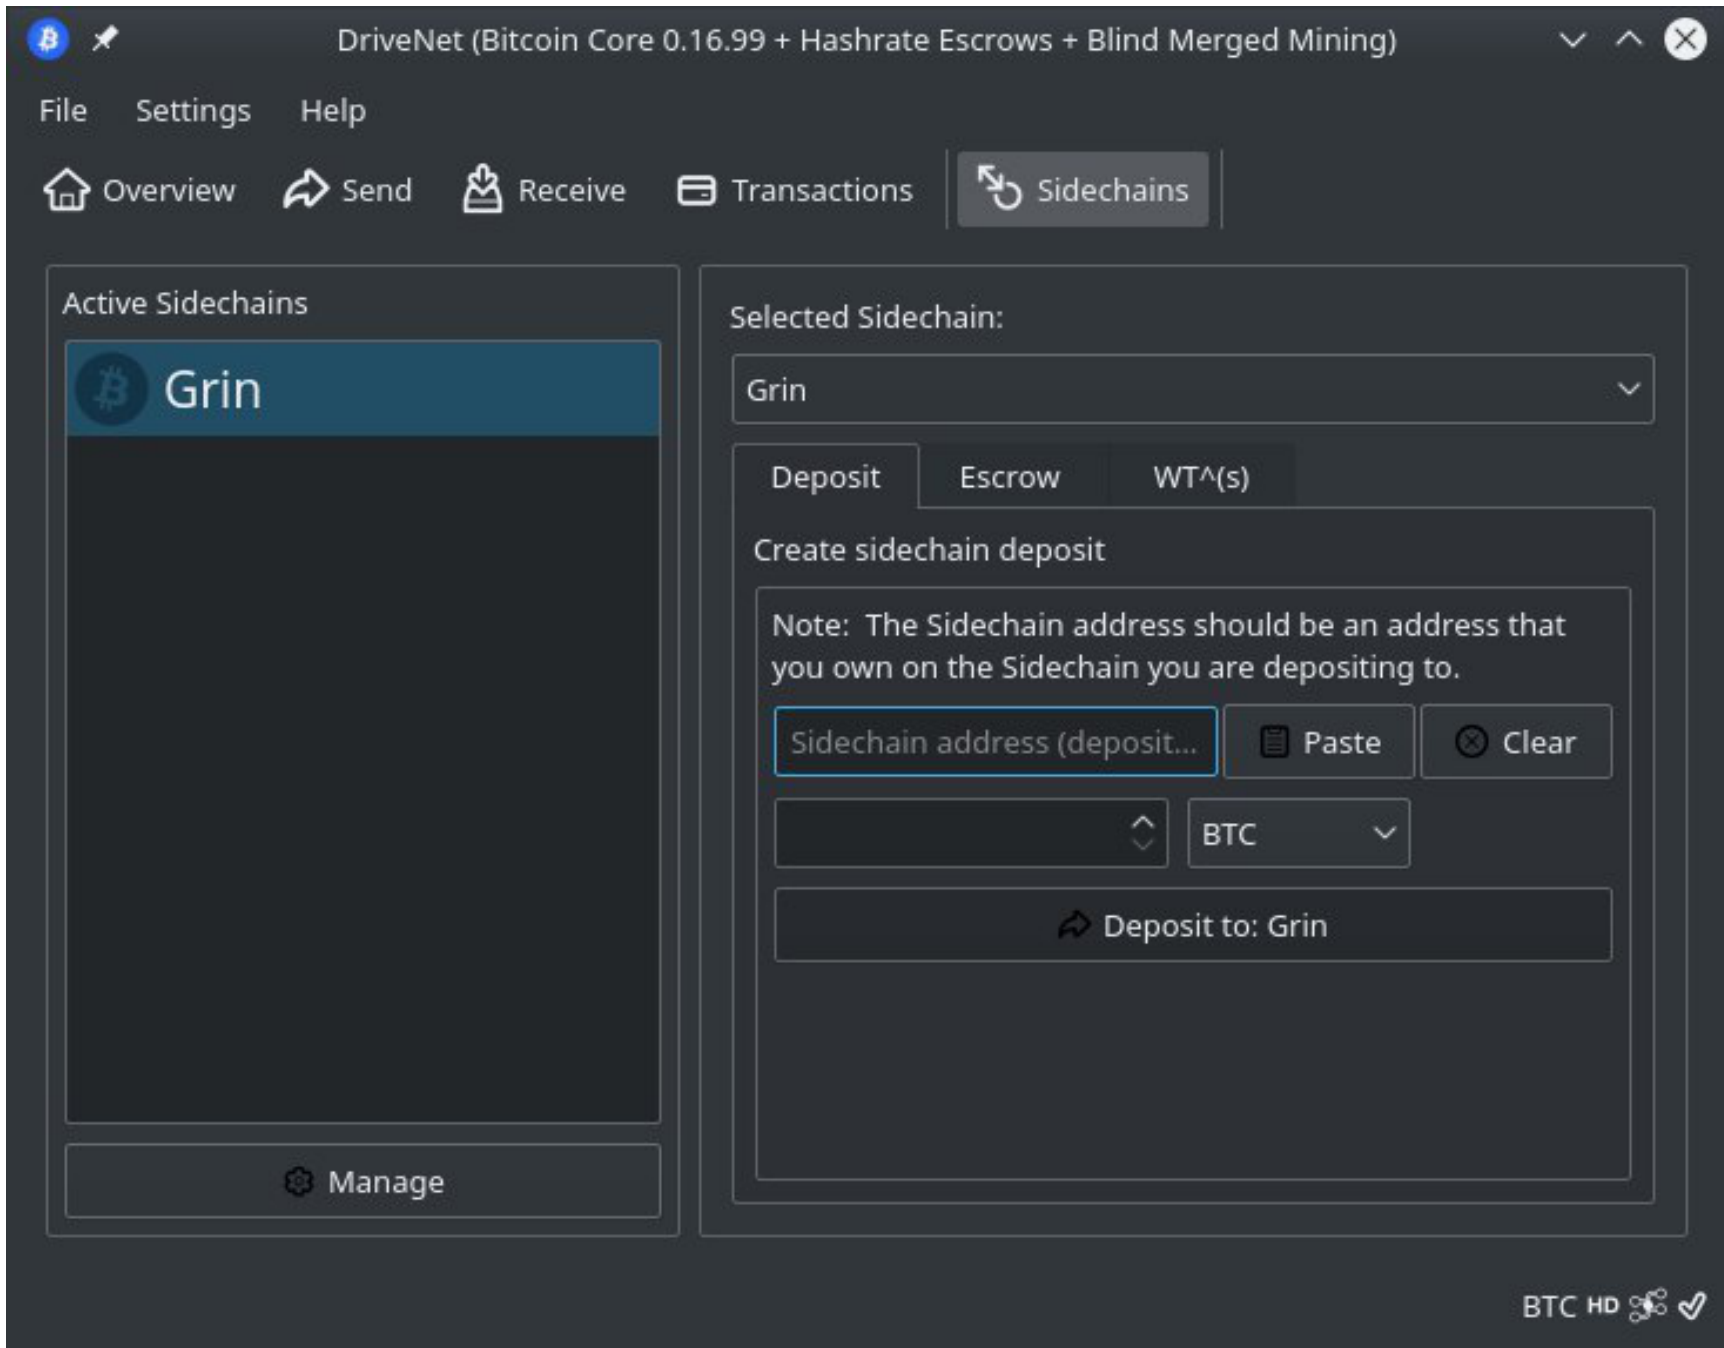 DriveNet (Bitcoin Core 0.16.99 + Hashrate Escrows + Blind Merged Mining)
File Settings Help
Overview Send Receive Transactions Sidechains
Active Sidechains
Grin
Manage
Selected Sidechain:
Grin
Deposit Escrow WT^(s)
Create sidechain deposit
Note: The Sidechain address should be an address that
you own on the Sidechain you are depositing to.
Sidechain address (deposit... Paste Clear
BTC
Deposit to: Grin
BTC HD